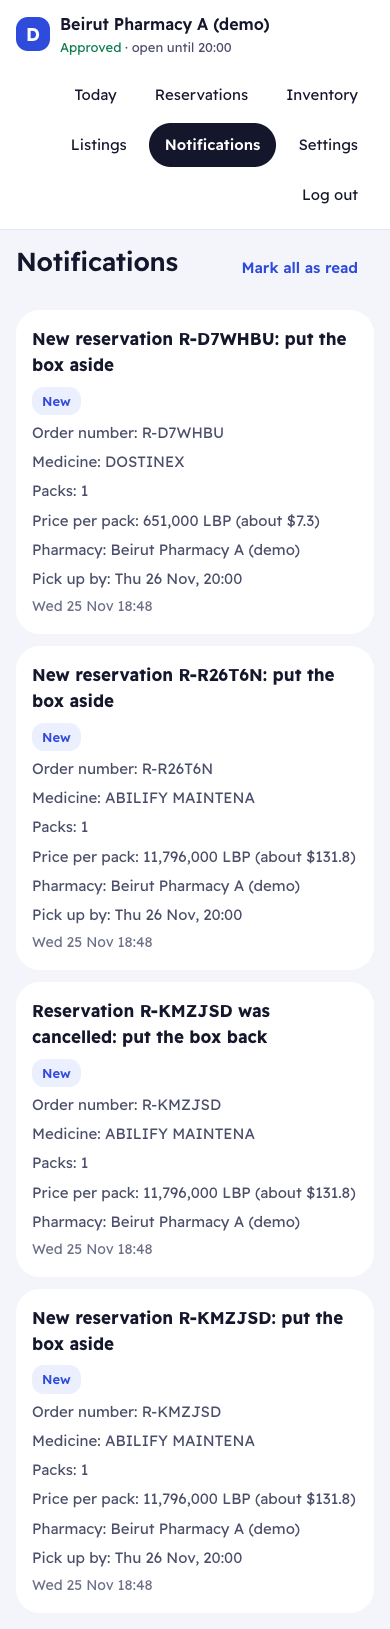 D
Beirut Pharmacy A (demo)
Approved · open until 20:00
Today Reservations Inventory
Listings Notifications Settings
Log out
Notifications
Mark all as read
New reservation R-D7WHBU: put the
box aside
New
Order number: R-D7WHBU
Medicine: DOSTINEX
Packs: 1
Price per pack: 651,000 LBP (about $7.3)
Pharmacy: Beirut Pharmacy A (demo)
Pick up by: Thu 26 Nov, 20:00
Wed 25 Nov 18:48
New reservation R-R26T6N: put the
box aside
New
Order number: R-R26T6N
Medicine: ABILIFY MAINTENA
Packs: 1
Price per pack: 11,796,000 LBP (about $131.8)
Pharmacy: Beirut Pharmacy A (demo)
Pick up by: Thu 26 Nov, 20:00
Wed 25 Nov 18:48
Reservation R-KMZJSD was
cancelled: put the box back
New
Order number: R-KMZJSD
Medicine: ABILIFY MAINTENA
Packs: 1
Price per pack: 11,796,000 LBP (about $131.8)
Pharmacy: Beirut Pharmacy A (demo)
Wed 25 Nov 18:48
New reservation R-KMZJSD: put the
box aside
New
Order number: R-KMZJSD
Medicine: ABILIFY MAINTENA
Packs: 1
Price per pack: 11,796,000 LBP (about $131.8)
Pharmacy: Beirut Pharmacy A (demo)
Pick up by: Thu 26 Nov, 20:00
Wed 25 Nov 18:48